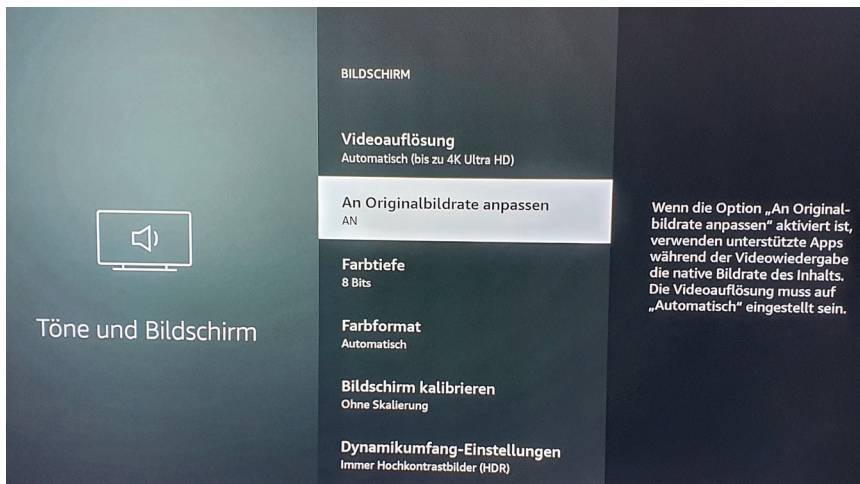 BILDSCHIRM
Videoauflösung
Automatisch (bis zu 4K Ultra HD)
An Originalbildrate anpassen
AN
Farbtiefe
8 Bits
Farbformat
Automatisch
Bildschirm kalibrieren
Ohne Skalierung
Dynamikumfang-Einstellungen
Immer Hochkontrastbilder (HDR)
Töne und Bildschirm
Wenn die Option „An Original-
bildrate anpassen“ aktiviert ist,
verwenden unterstützte Apps
während der Videowiedergabe
die native Bildrate des Inhalts.
Die Videoauflösung muss auf
„Automatisch“ eingestellt sein.